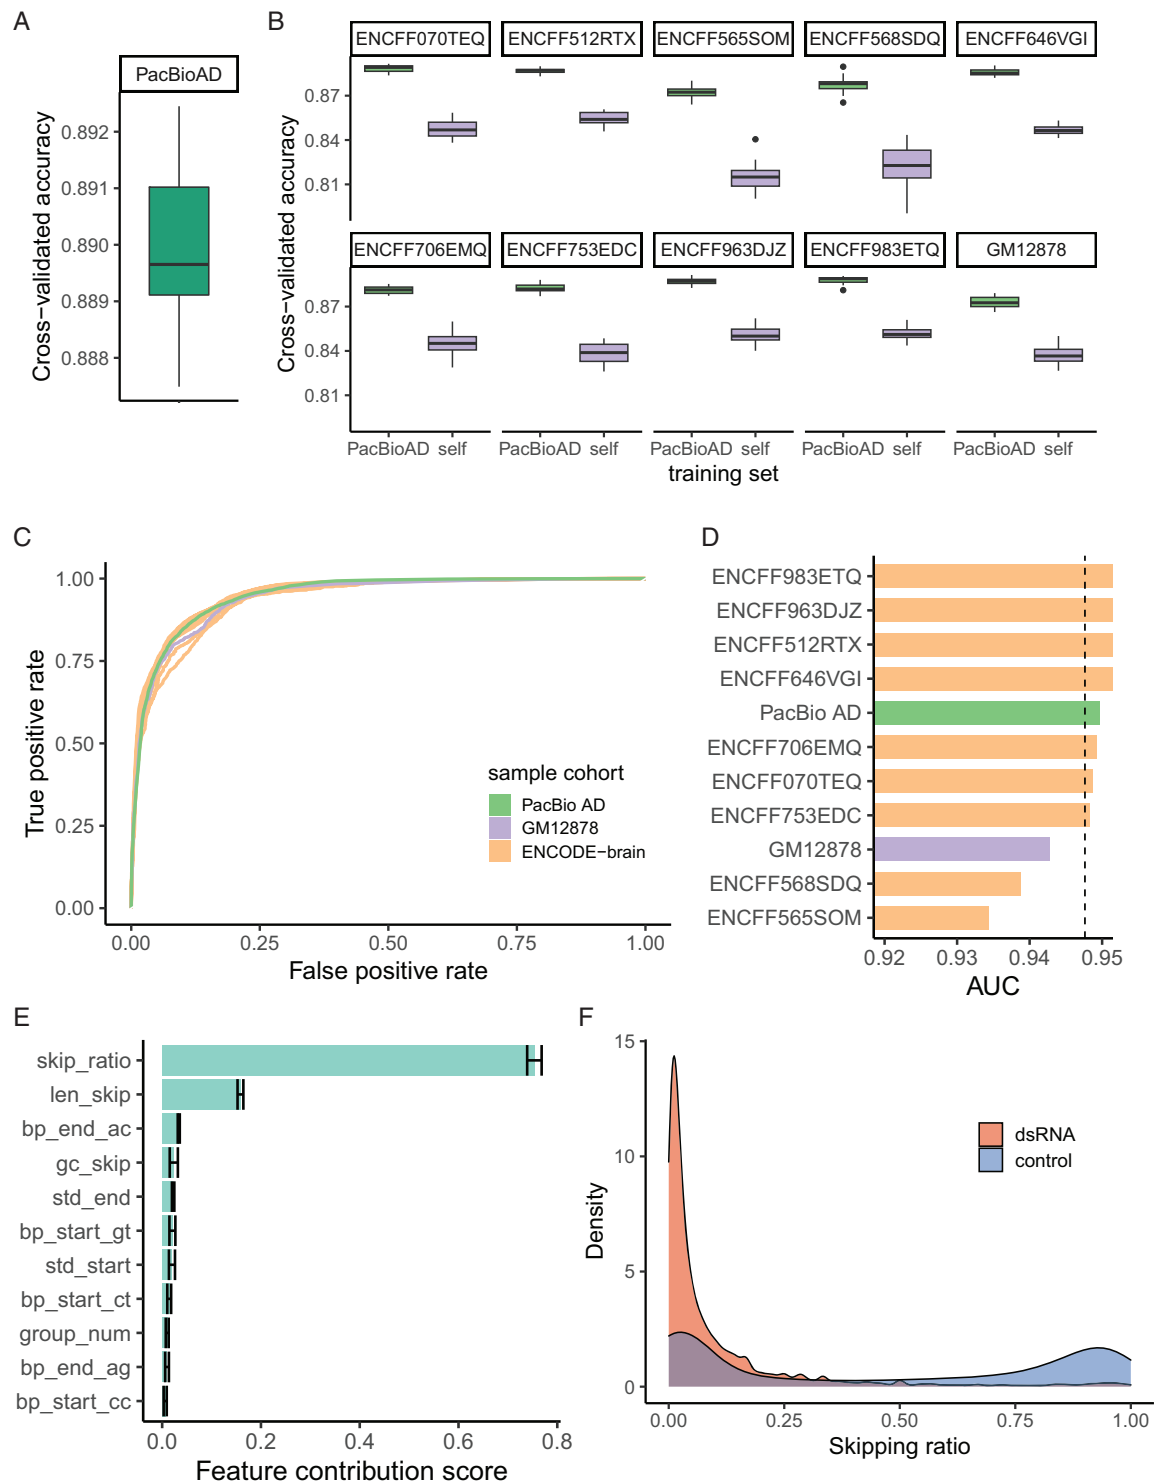 A
PacBioAD
Cross-validated accuracy
0.892
0.891
0.890
0.889
0.888
B
ENCFF070TEQ ENCFF512RTX ENCFF565SOM ENCFF568SDQ ENCFF646VGI
Cross-validated accuracy
0.87
0.84
0.81
ENCFF706EMQ ENCFF753EDC ENCFF963DJZ ENCFF983ETQ GM12878
0.87
0.84
0.81
PacBioAD self PacBioAD self PacBioAD self PacBioAD self PacBioAD self
training set
C
True positive rate
1.00
0.75
0.50
0.25
0.00
sample cohort
PacBio AD
GM12878
ENCODE−brain
0.00 0.25 0.50 0.75 1.00
False positive rate
D
ENCFF983ETQ
ENCFF963DJZ
ENCFF512RTX
ENCFF646VGI
PacBio AD
ENCFF706EMQ
ENCFF070TEQ
ENCFF753EDC
GM12878
ENCFF568SDQ
ENCFF565SOM
0.92 0.93 0.94 0.95
AUC
E
skip_ratio
len_skip
bp_end_ac
gc_skip
std_end
bp_start_gt
std_start
bp_start_ct
group_num
bp_end_ag
bp_start_cc
0.0 0.2 0.4 0.6 0.8
Feature contribution score
F
Density
15
10
5
0
dsRNA
control
0.00 0.25 0.50 0.75 1.00
Skipping ratio